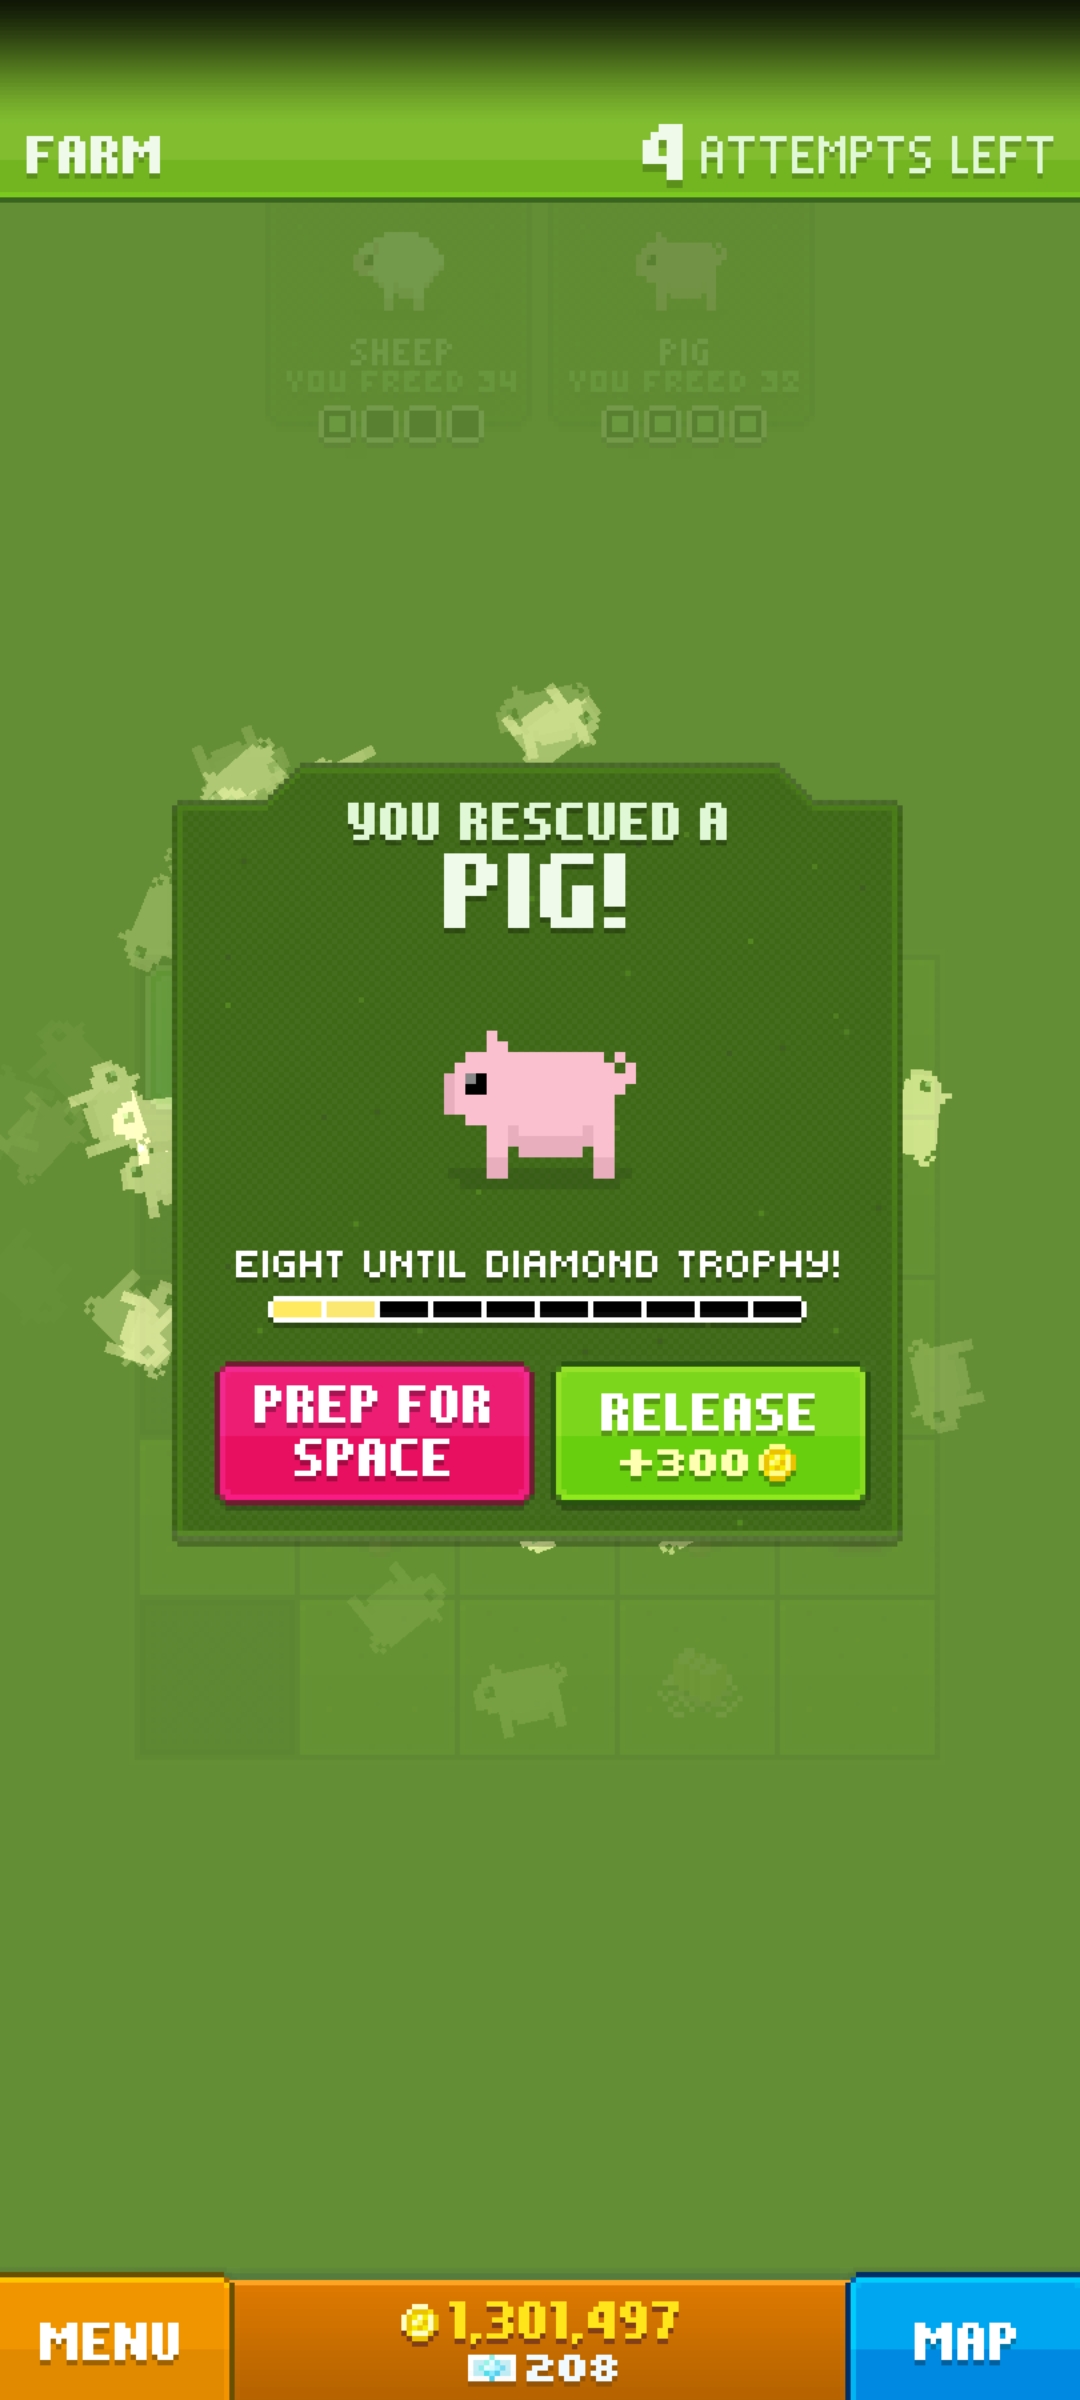 FARM
4 ATTEMPTS LEFT
SHEEP
YOU FREED 34
PIG
YOU FREED 38
YOU RESCUED A
PIG!
EIGHT UNTIL DIAMOND TROPHY!
PREP FOR
SPACE
RELEASE
+300
MENU
1,301,497
208
MAP